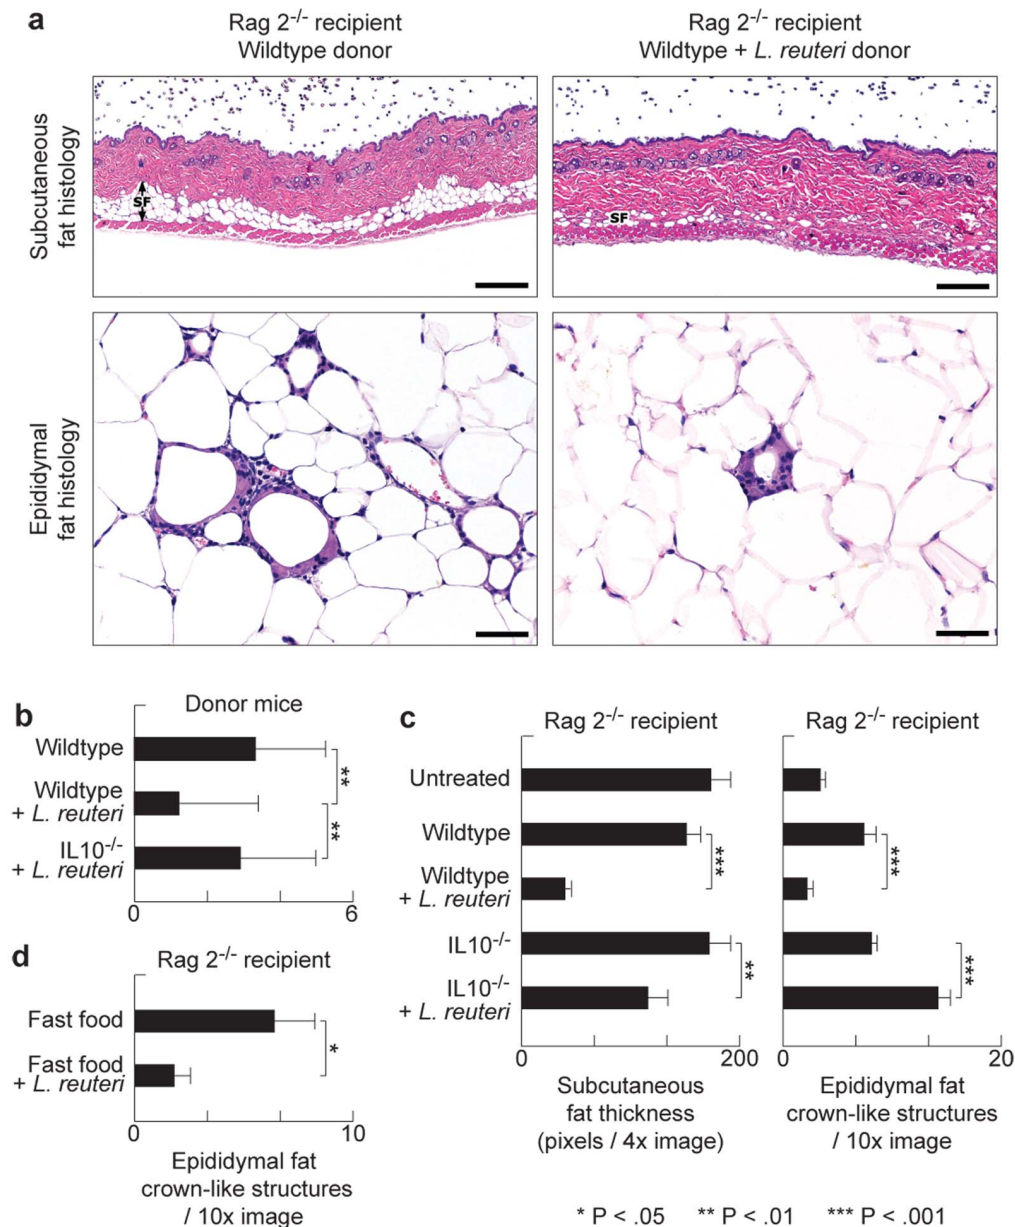 a
Rag 2-/- recipient
Wildtype donor
Rag 2-/- recipient
Wildtype + L. reuteri donor
Subcutaneous
fat histology
SF
SF
Epididymal
fat histology
b
Donor mice
Wildtype
Wildtype
+ L. reuteri
IL10-/-
+ L. reuteri
**
**
0
6
d
Rag 2-/- recipient
Fast food
Fast food
+ L. reuteri
*
0
10
Epididymal fat
crown-like structures
/ 10x image
c
Rag 2-/- recipient
Untreated
Wildtype
Wildtype
+ L. reuteri
IL10-/-
IL10-/-
+ L. reuteri
***
**
0
200
Subcutaneous
fat thickness
(pixels / 4x image)
Rag 2-/- recipient
***
***
0
20
Epididymal fat
crown-like structures
/ 10x image
* P < .05 ** P < .01 *** P < .001